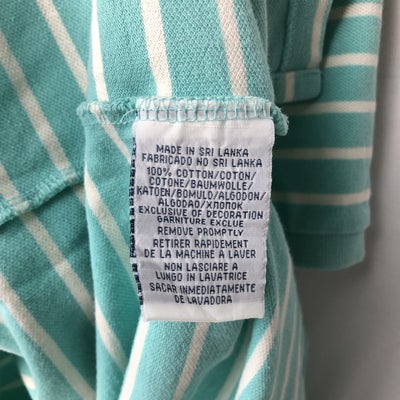 MADE IN SRI LANKA
FABRICADO NO SRI LANKA
100% COTTON/COTON/
COTONE/BAUMWOLLE/
KATOEN/BOMULD/ALGODON/
ALGODAO/ХЛОПОК
EXCLUSIVE OF DECORATION
GARNITURE EXCLUE
REMOVE PROMPTLY
RETIRER RAPIDEMENT
DE LA MACHINE A LAVER
NON LASCIARE A
LUNGO IN LAVATRICE
SACAR INMEDIATAMENTE
DE LAVADORA